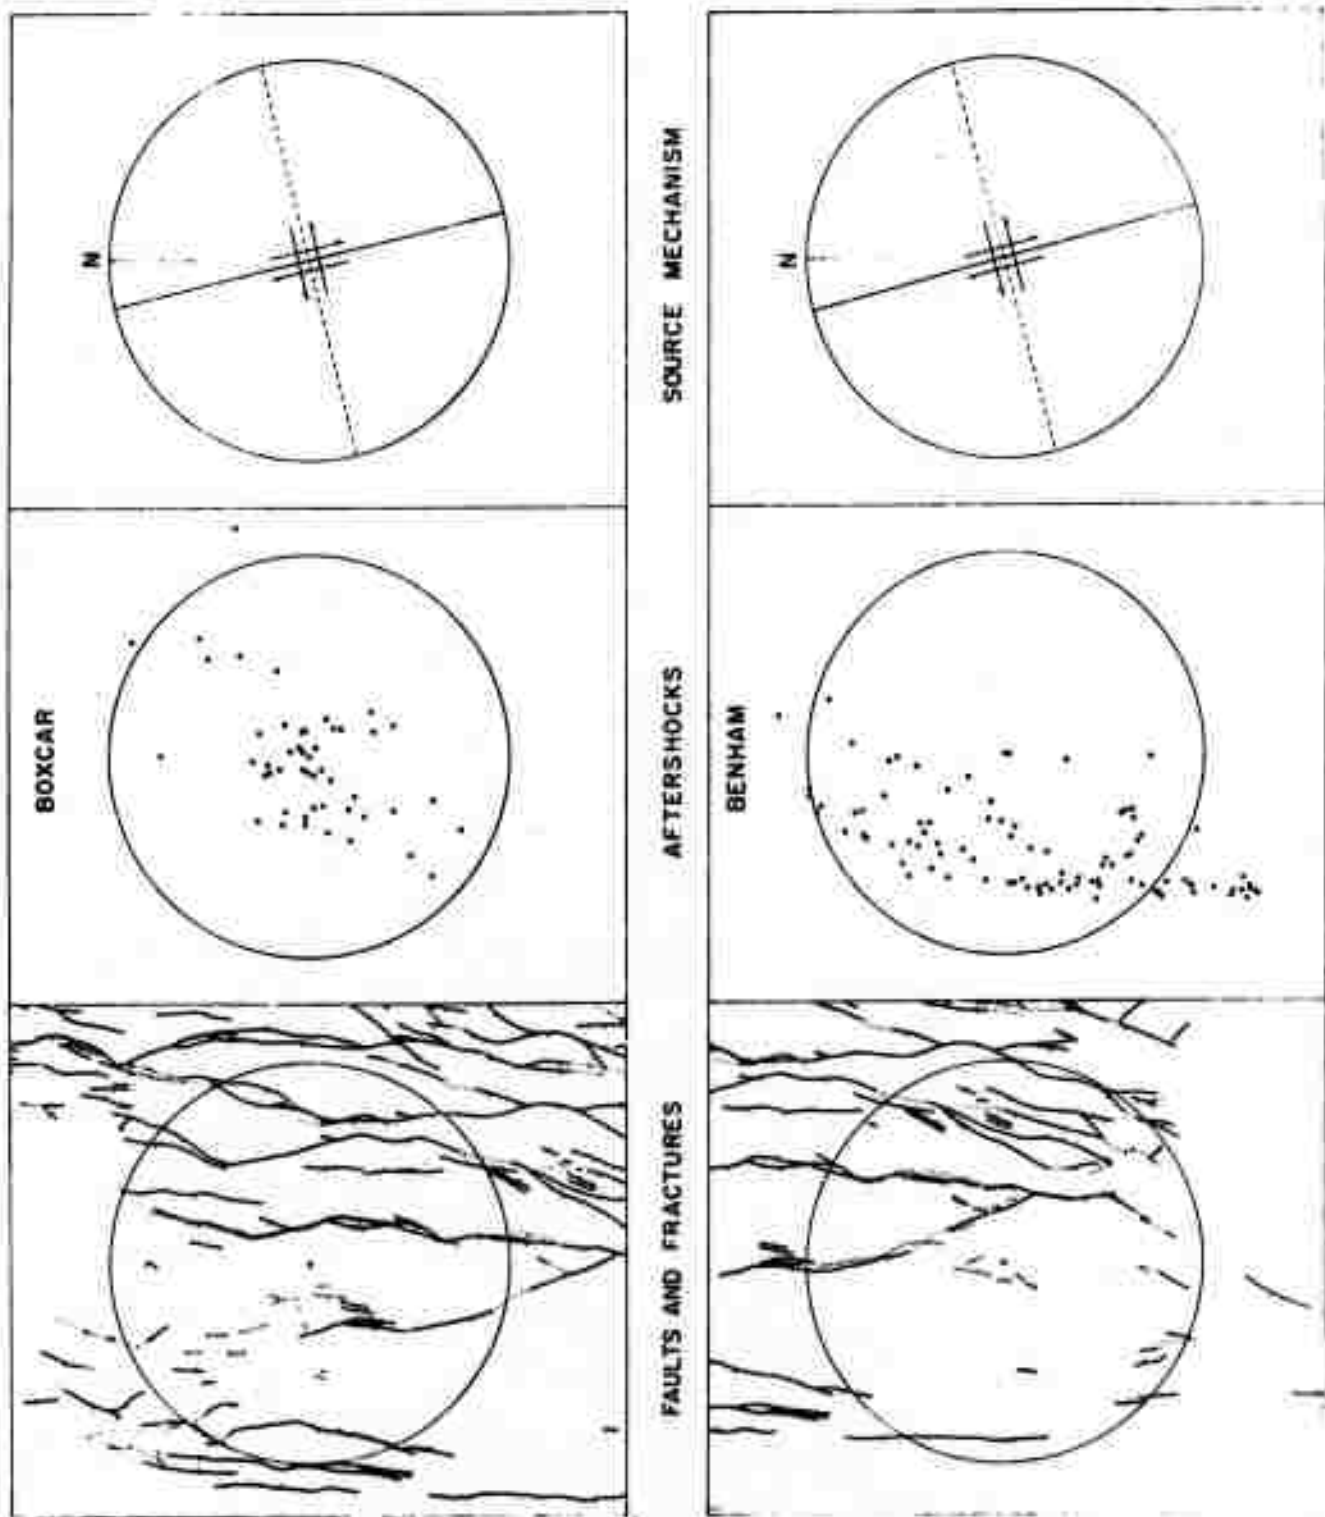 BOXCAR
FAULTS AND FRACTURES
AFTERSHOCKS
SOURCE MECHANISM
N
BENHAM
N